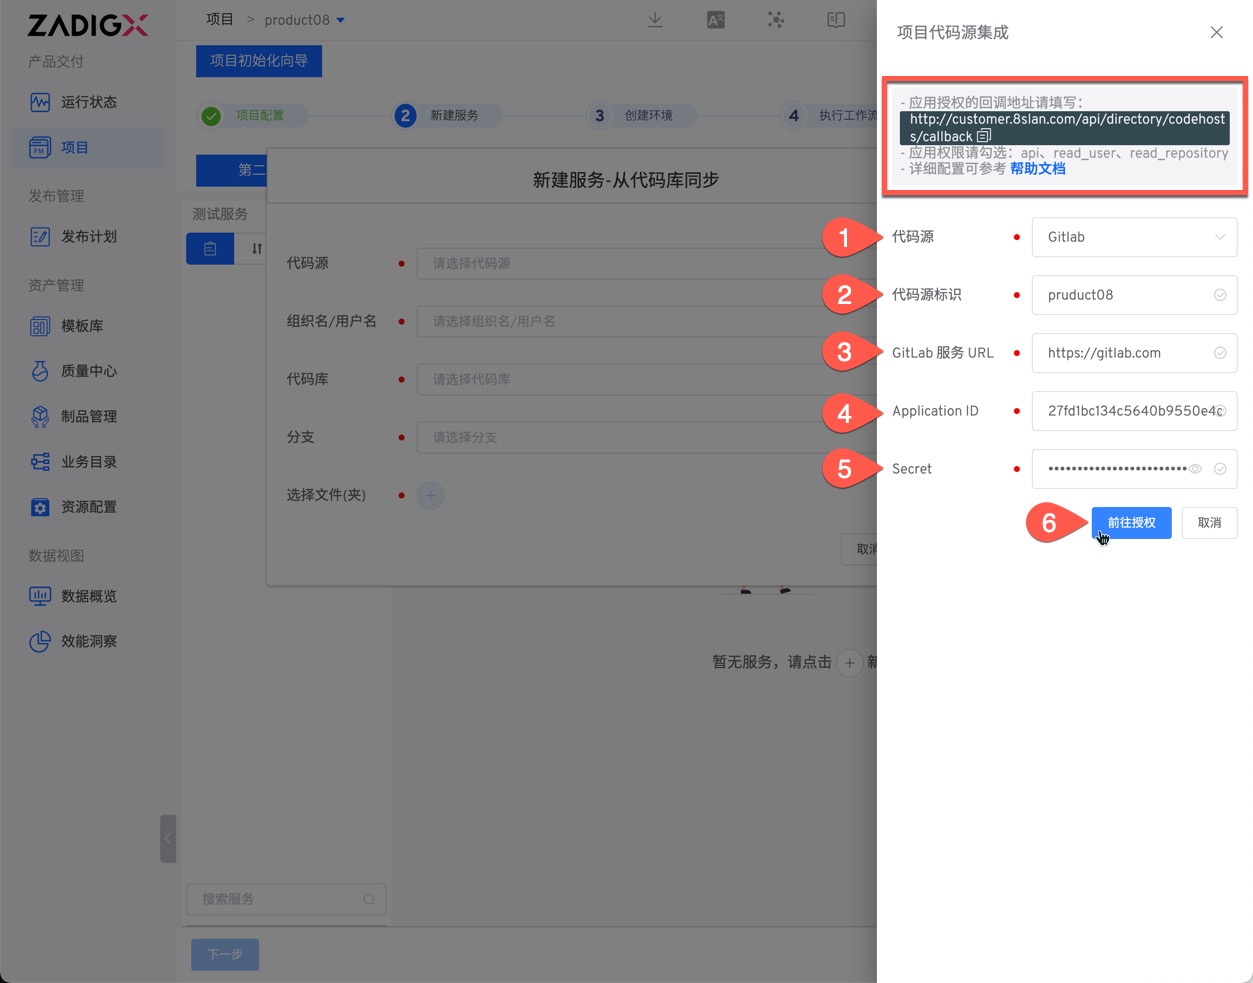 ZADIGX
产品交付
运行状态
项目
发布管理
发布计划
资产管理
模板库
质量中心
制品管理
业务目录
资源配置
数据视图
数据概览
效能洞察
项目 > product08
项目初始化向导
项目配置
2 新建服务
3 创建环境
4 执行工作流
第二
测试服务
新建服务-从代码库同步
代码源 请选择代码源
组织名/用户名 请选择组织名/用户名
代码库 请选择代码库
分支 请选择分支
选择文件(夹)
取消
暂无服务，请点击 + 新
搜索服务
下一步
项目代码源集成
- 应用授权的回调地址请填写：
http://customer.8slan.com/api/directory/codehost
s/callback
- 应用权限请勾选：api、read_user、read_repository
- 详细配置可参考 帮助文档
1 代码源 Gitlab
2 代码源标识 pruduct08
3 GitLab 服务 URL https://gitlab.com
4 Application ID 27fd1bc134c5640b9550e4c
5 Secret
6 前往授权 取消